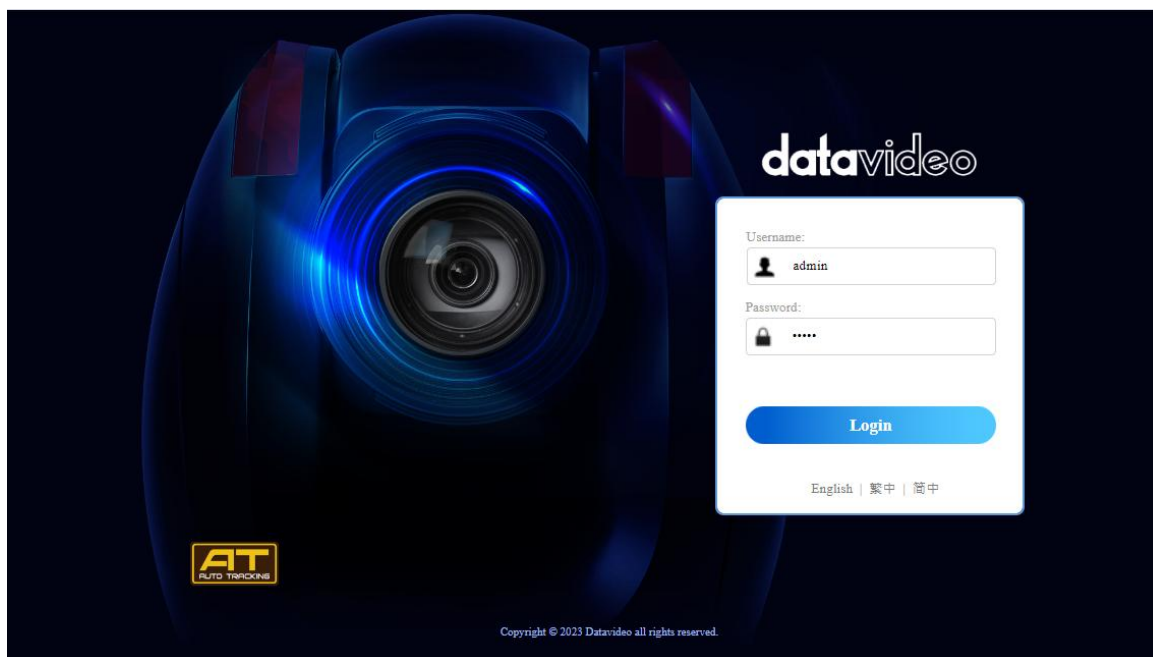 datavideo
Username:
admin
Password:
•••••
Login
English | 繁中 | 简中
AT
AUTO TRACKING
Copyright © 2023 Datavideo all rights reserved.